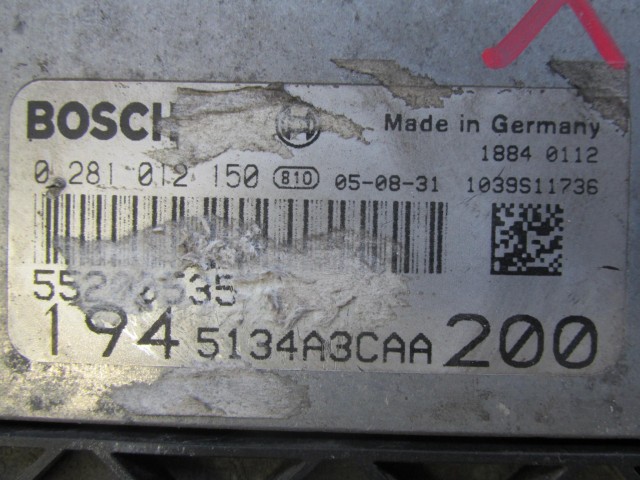 BOSCH
Made in Germany
1884 0112
0 281 012 150 810 05-08-31 1039S11736
194 5134A3CAA 200